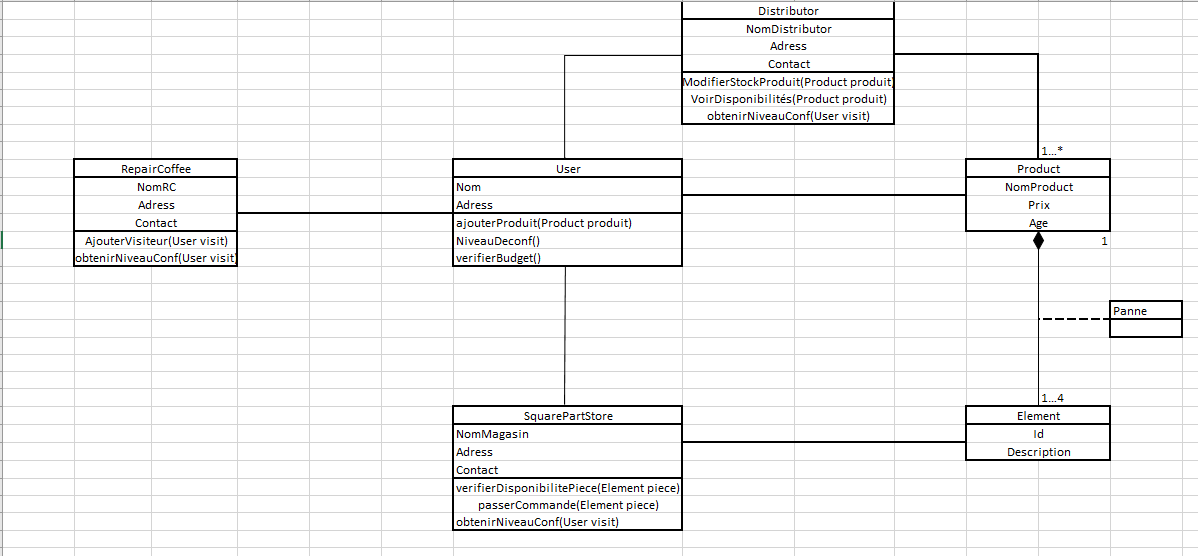 Distributor
NomDistributor
Adress
Contact
ModifierStockProduit(Product produit)
VoirDisponibilités(Product produit)
obtenirNiveauConf(User visit)
1...*
RepairCoffee
NomRC
Adress
Contact
AjouterVisiteur(User visit)
obtenirNiveauConf(User visit)
User
Nom
Adress
ajouterProduit(Product produit)
NiveauDeconf()
verifierBudget()
Product
NomProduct
Prix
Age
1
Panne
1...4
SquarePartStore
NomMagasin
Adress
Contact
verifierDisponibilitePiece(Element piece)
passerCommande(Element piece)
obtenirNiveauConf(User visit)
Element
Id
Description